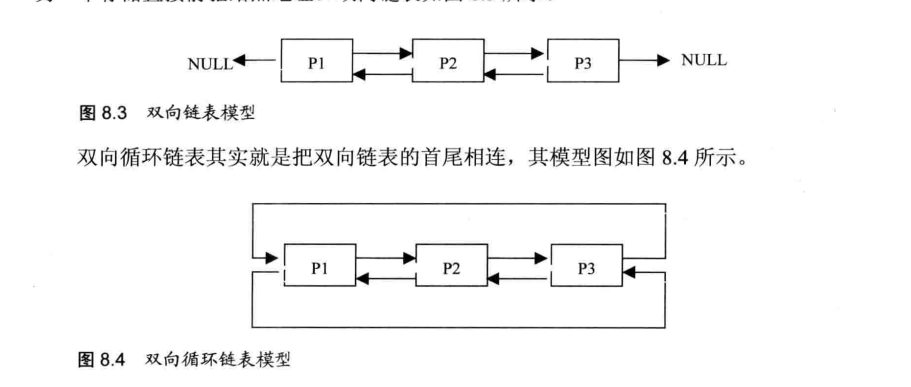 NULL P1 P2 P3 NULL
图 8.3 双向链表模型
双向循环链表其实就是把双向链表的首尾相连，其模型图如图 8.4 所示。
P1 P2 P3
图 8.4 双向循环链表模型